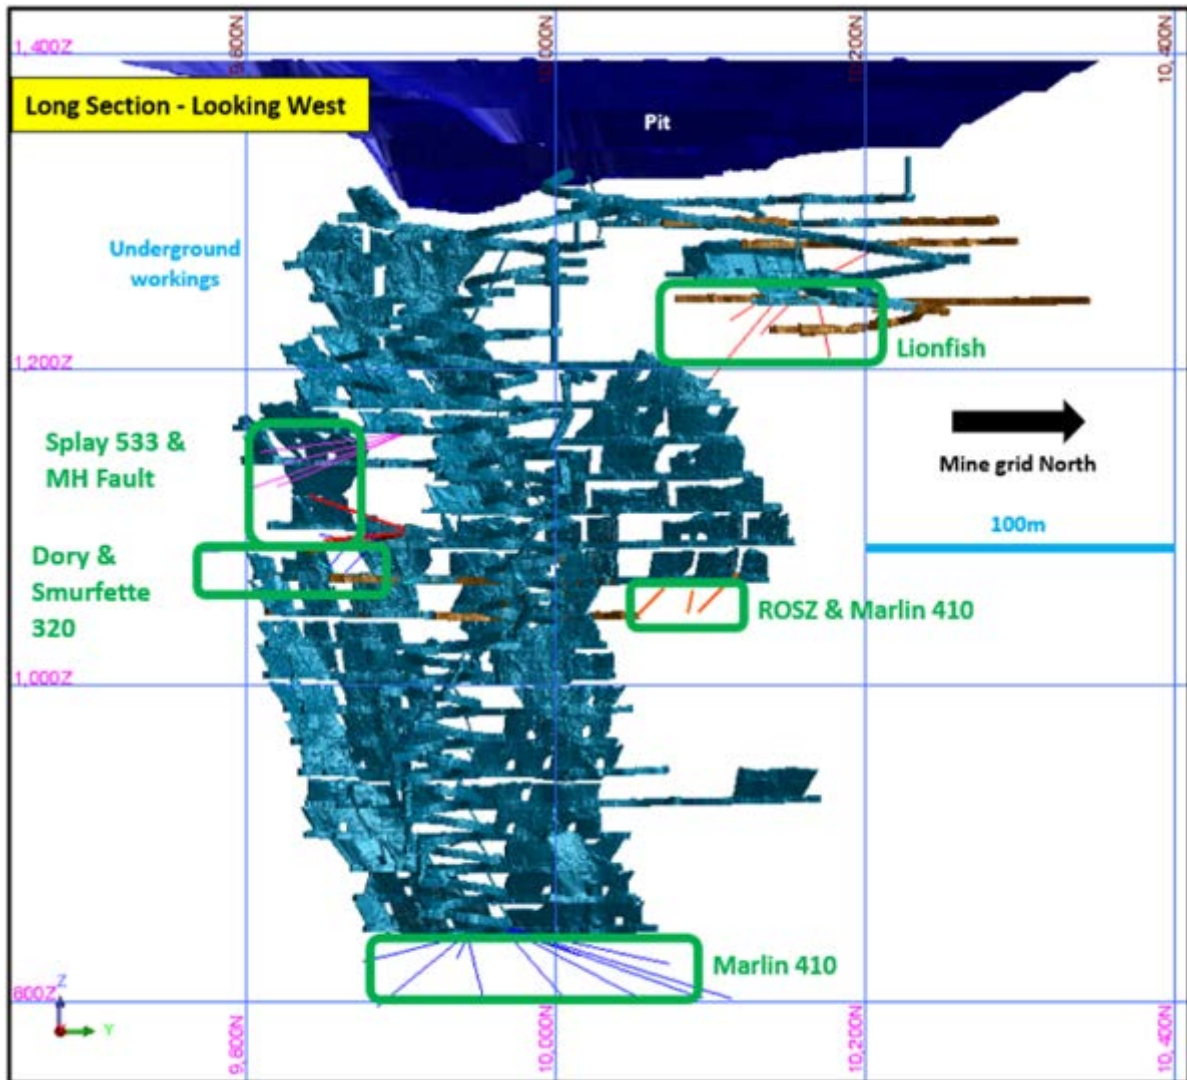 9,800N
10,000N
10,200N
10,400N
1,400Z
Long Section - Looking West
Pit
Underground
workings
Lionfish
1,200Z
Splay 533 &
MH Fault
Mine grid North
100m
Dory &
Smurfette
320
ROSZ & Marlin 410
1,000Z
Marlin 410
Z
800Z
Y
9,800N
10,000N
10,200N
10,400N